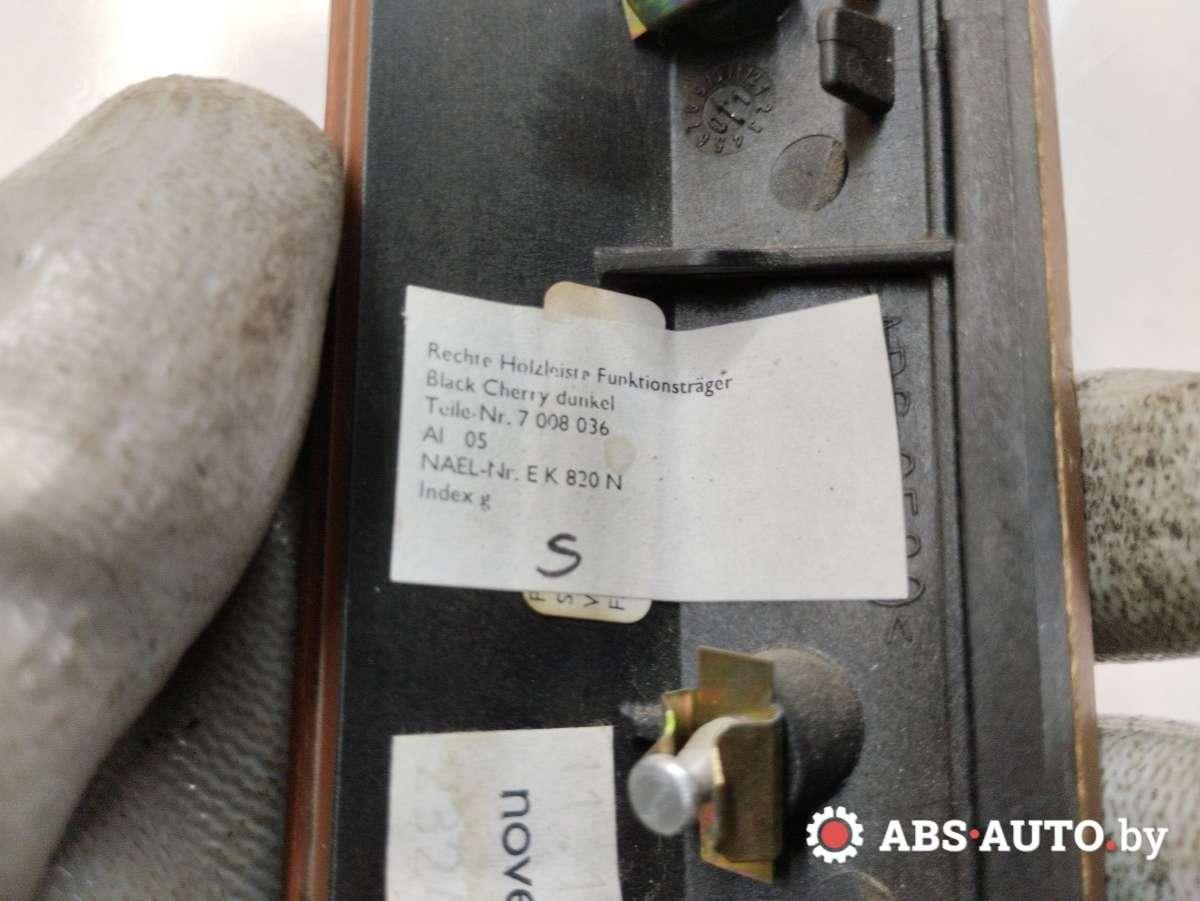 Rechte Holzleiste Funktionsträger
Black Cherry dunkel
Teile-Nr. 7 008 036
AI 05
NAEL-Nr. E K 820 N
Index g
S
F
S
V
F
nove
ABS-AUTO.by